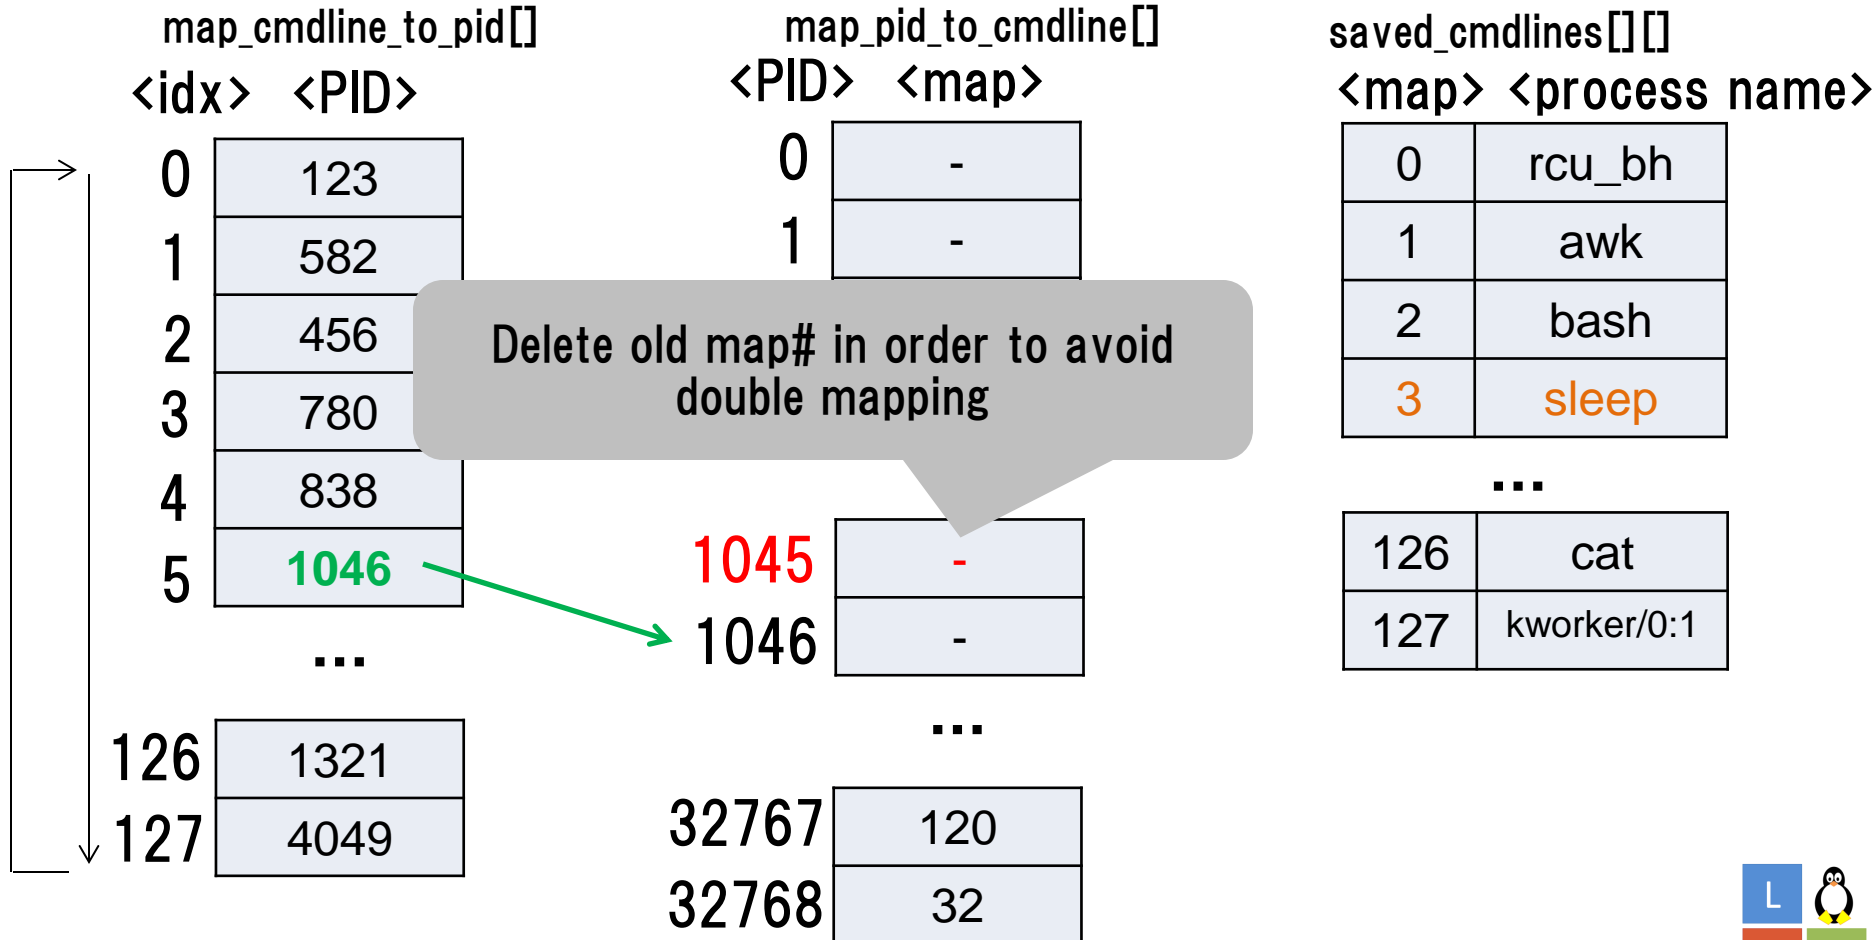 map_cmdline_to_pid[]
<idx> <PID>
0 123
1 582
2 456
3 780
4 838
5 1046
...
126 1321
127 4049
map_pid_to_cmdline[]
<PID> <map>
0 -
1 -
Delete old map# in order to avoid
double mapping
1045 -
1046 -
...
32767 120
32768 32
saved_cmdlines[][]
<map> <process name>
0 rcu_bh
1 awk
2 bash
3 sleep
...
126 cat
127 kworker/0:1
L